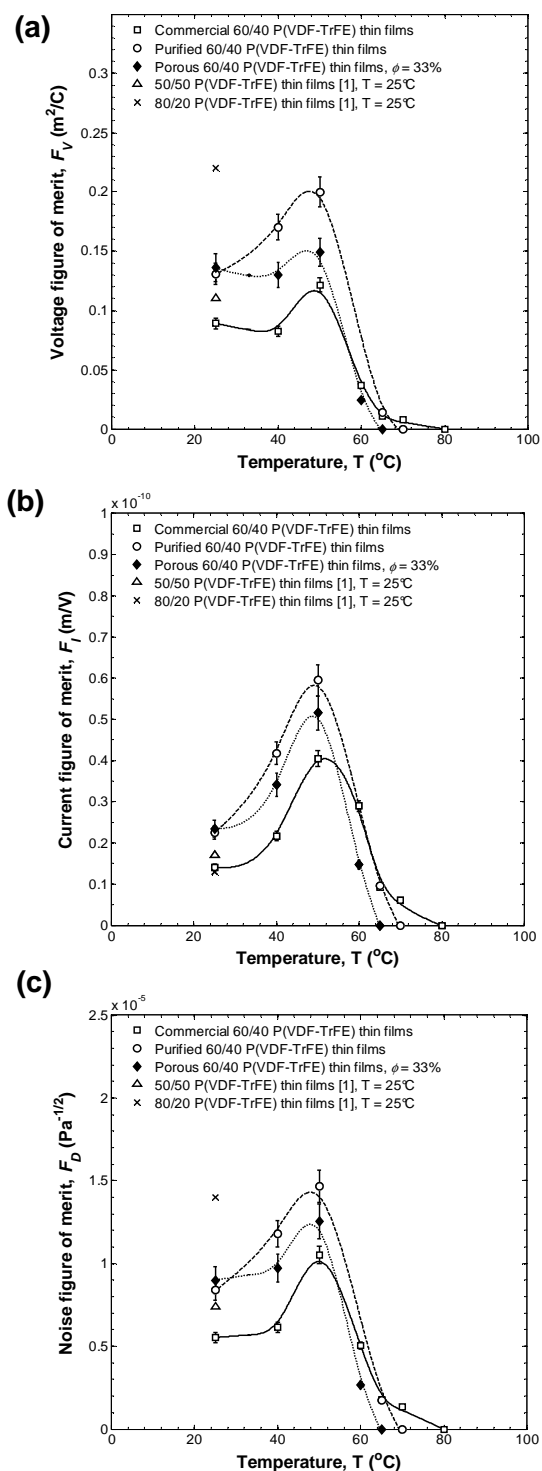 (a)
Commercial 60/40 P(VDF-TrFE) thin films
Purified 60/40 P(VDF-TrFE) thin films
Porous 60/40 P(VDF-TrFE) thin films, ϕ = 33%
50/50 P(VDF-TrFE) thin films [1], T = 25°C
80/20 P(VDF-TrFE) thin films [1], T = 25°C
Voltage figure of merit, F_V (m²/C)
0.3
0.25
0.2
0.15
0.1
0.05
0
0 20 40 60 80 100
Temperature, T (°C)
(b)
x 10⁻¹⁰
Commercial 60/40 P(VDF-TrFE) thin films
Purified 60/40 P(VDF-TrFE) thin films
Porous 60/40 P(VDF-TrFE) thin films, ϕ = 33%
50/50 P(VDF-TrFE) thin films [1], T = 25°C
80/20 P(VDF-TrFE) thin films [1], T = 25°C
Current figure of merit, F_I (m/V)
1
0.9
0.8
0.7
0.6
0.5
0.4
0.3
0.2
0.1
0
0 20 40 60 80 100
Temperature, T (°C)
(c)
x 10⁻⁵
Commercial 60/40 P(VDF-TrFE) thin films
Purified 60/40 P(VDF-TrFE) thin films
Porous 60/40 P(VDF-TrFE) thin films, ϕ = 33%
50/50 P(VDF-TrFE) thin films [1], T = 25°C
80/20 P(VDF-TrFE) thin films [1], T = 25°C
Noise figure of merit, F_D (Pa⁻¹/²)
2.5
2
1.5
1
0.5
0
0 20 40 60 80 100
Temperature, T (°C)